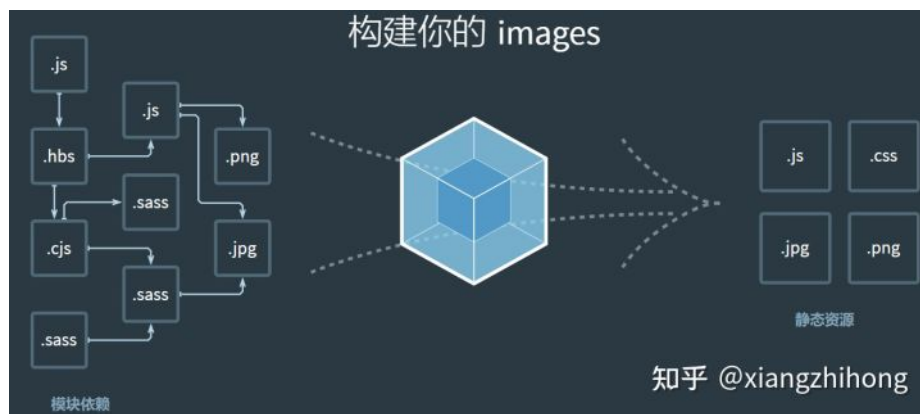 构建你的 images
.js
.js
.hbs
.png
.sass
.cjs
.jpg
.sass
.sass
模块依赖
.js
.css
.jpg
.png
静态资源
知乎 @xiangzhihong